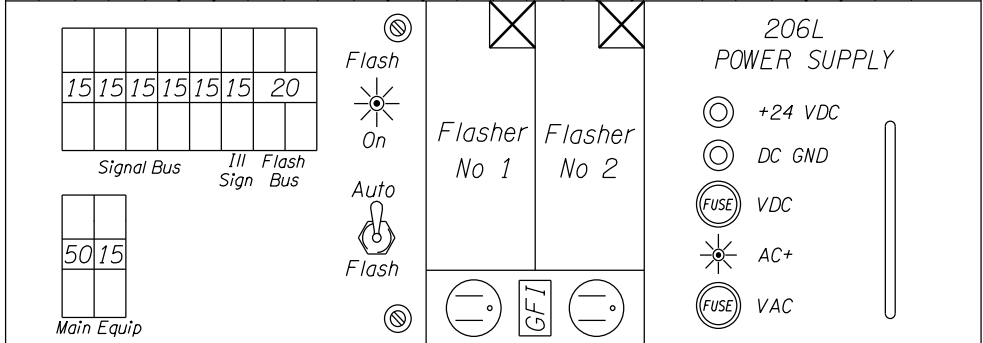 15 15 15 15 15 15 20
Signal Bus
Ill
Sign
Flash
Bus
50 15
Main Equip
Flash
On
Auto
Flash
Flasher
No 1
Flasher
No 2
GFI
206L
POWER SUPPLY
+24 VDC
DC GND
FUSE VDC
AC+
FUSE VAC